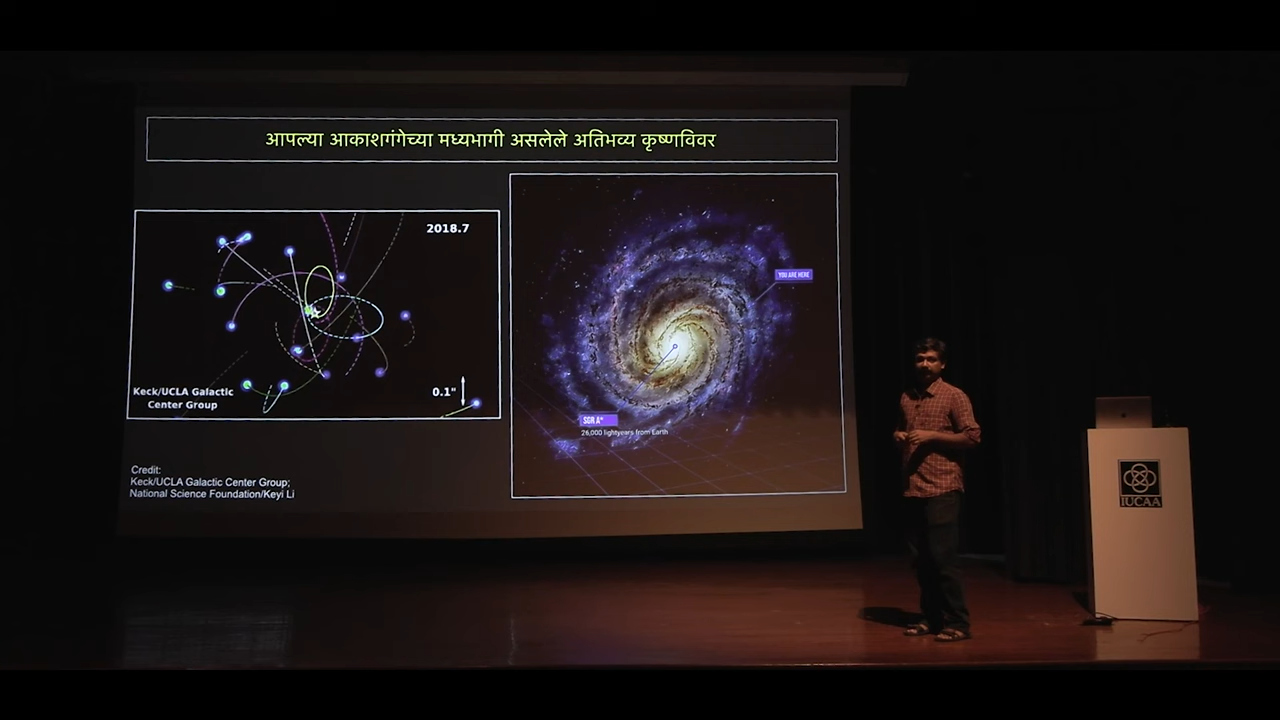 आपल्या आकाशगंगेच्या मध्यभागी असलेले अतिभव्य कृष्णविवर
2018.7
Keck/UCLA Galactic
Center Group
0.1"
Credit:
Keck/UCLA Galactic Center Group;
National Science Foundation/Keyi Li
YOU ARE HERE
SGR A*
26,000 lightyears from Earth
IUCAA